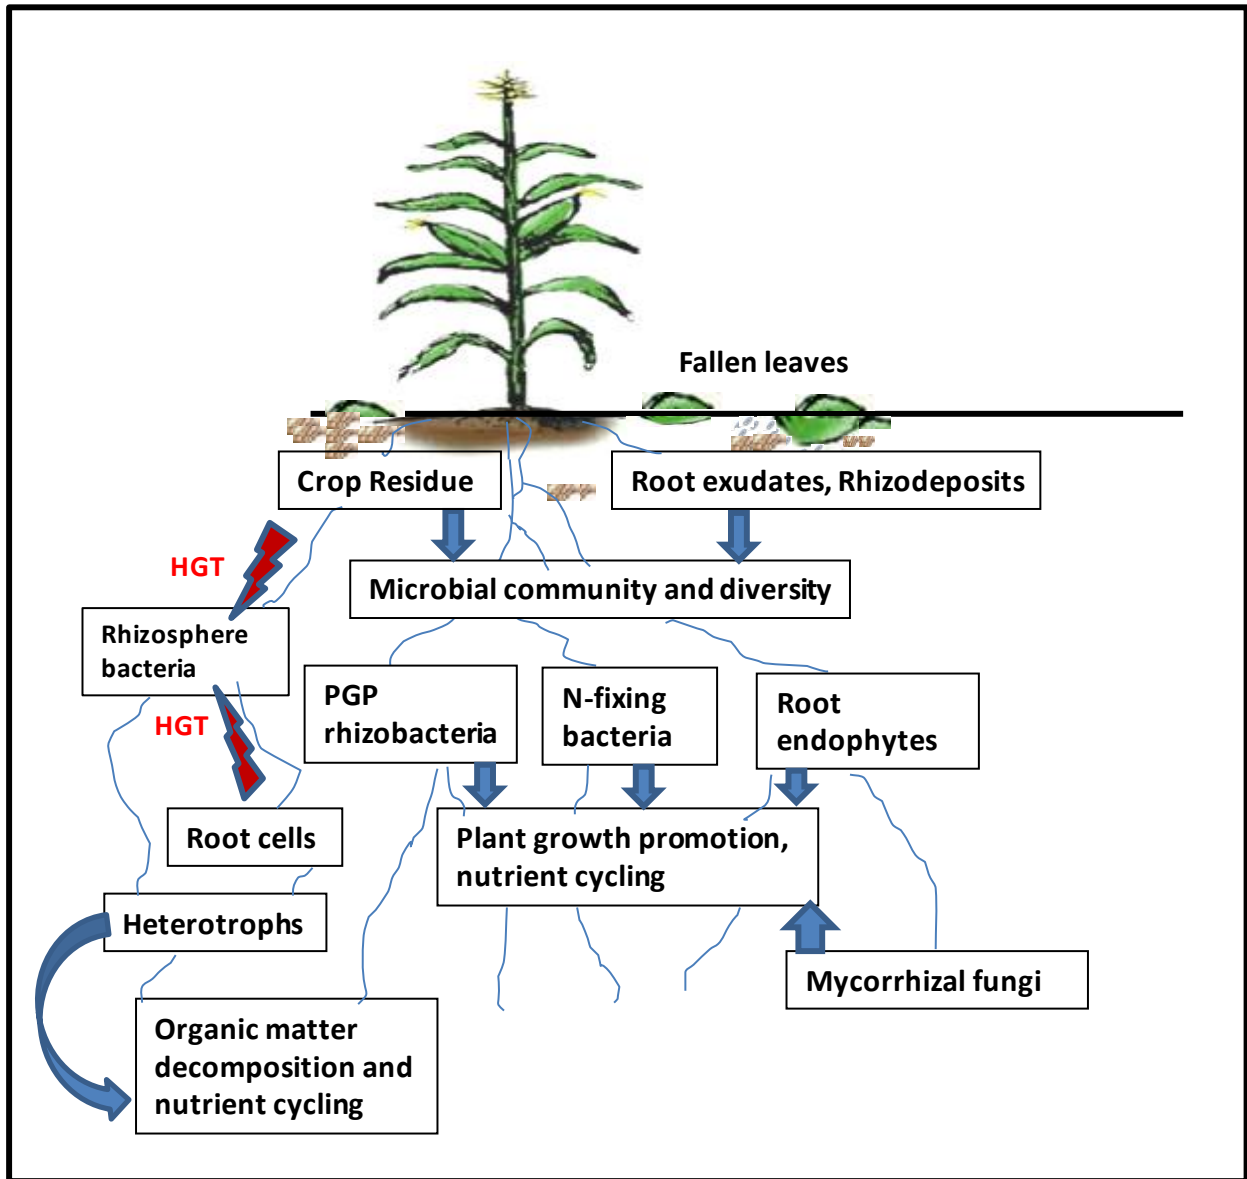 Fallen leaves
Crop Residue
Root exudates, Rhizodeposits
HGT
Microbial community and diversity
Rhizosphere
bacteria
PGP
rhizobacteria
N-fixing
bacteria
Root
endophytes
HGT
Root cells
Plant growth promotion,
nutrient cycling
Heterotrophs
Mycorrhizal fungi
Organic matter
decomposition and
nutrient cycling